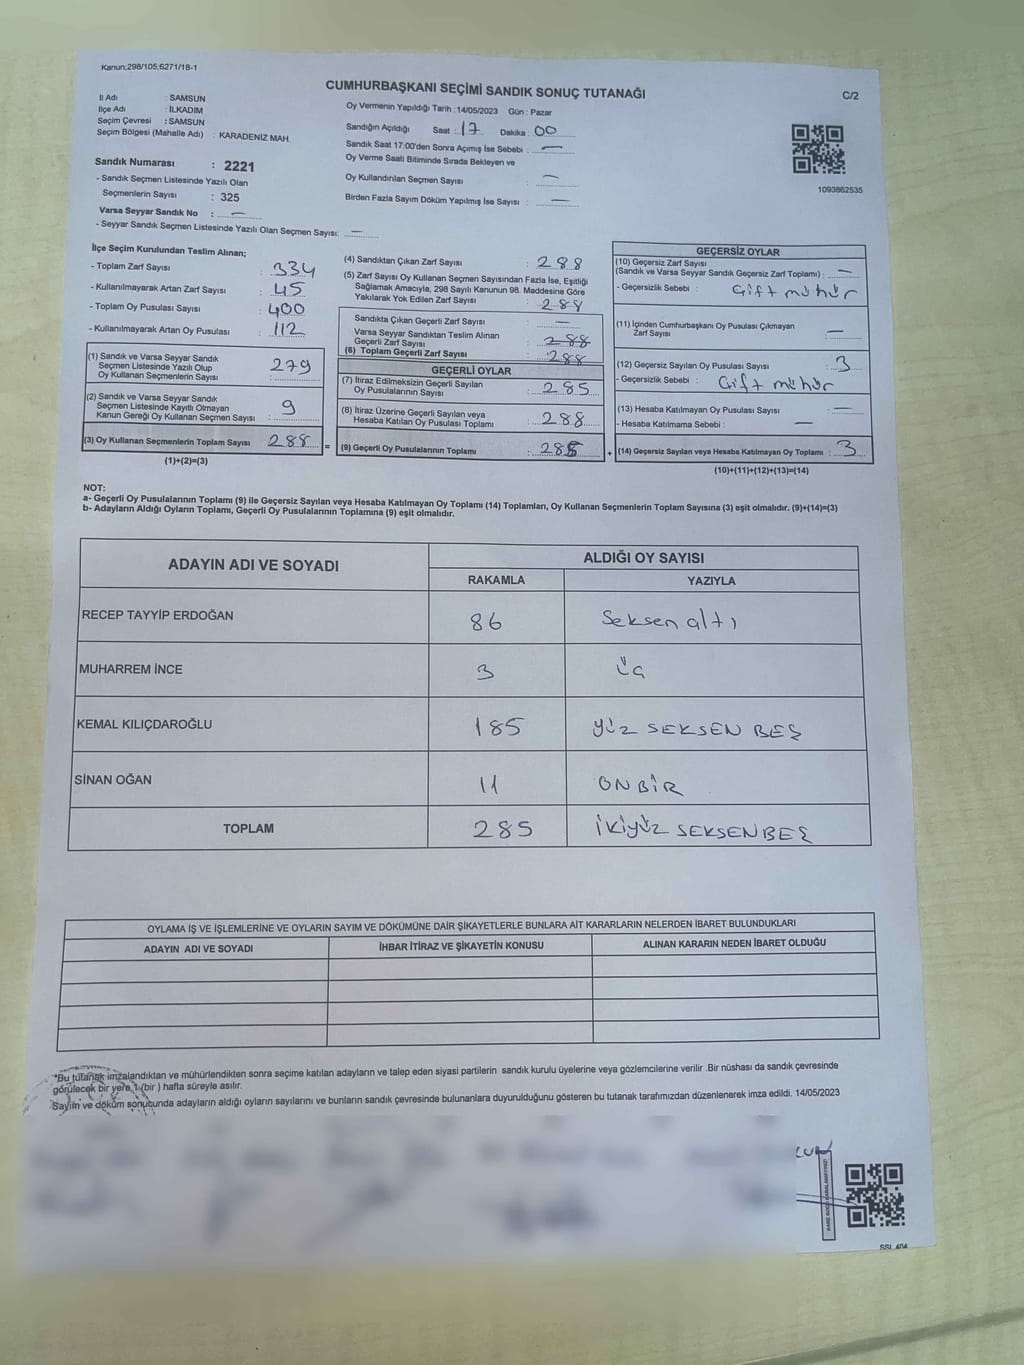 Kanun:298/105,6271/18-1
CUMHURBAŞKANI SEÇİMİ SANDIK SONUÇ TUTANAĞI
C/2
İl Adı : SAMSUN
İlçe Adı : İLKADIM
Seçim Çevresi : SAMSUN
Seçim Bölgesi (Mahalle Adı) : KARADENİZ MAH.
Sandık Numarası : 2221
- Sandık Seçmen Listesinde Yazılı Olan
Seçmenlerin Sayısı : 325
Varsa Seyyar Sandık No : —
- Seyyar Sandık Seçmen Listesinde Yazılı Olan Seçmen Sayısı: —
Oy Vermenin Yapıldığı Tarih :14/05/2023 Gün : Pazar
Sandığın Açıldığı Saat : 17 Dakika : 00
Sandık Saat 17:00'den Sonra Açımış İse Sebebi : —
Oy Verme Saati Bitiminde Sırada Bekleyen ve
Oy Kullandırılan Seçmen Sayısı : —
Birden Fazla Sayım Döküm Yapılmış İse Sayısı : —
1093862535
İlçe Seçim Kurulundan Teslim Alınan;
- Toplam Zarf Sayısı : 334
- Kullanılmayarak Artan Zarf Sayısı : 45
- Toplam Oy Pusulası Sayısı : 400
- Kullanılmayarak Artan Oy Pusulası : 112
(1) Sandık ve Varsa Seyyar Sandık
Seçmen Listesinde Yazılı Olup
Oy Kullanan Seçmenlerin Sayısı : 279
(2) Sandık ve Varsa Seyyar Sandık
Seçmen Listesinde Kayıtlı Olmayan
Kanun Gereği Oy Kullanan Seçmen Sayısı : 9
(3) Oy Kullanan Seçmenlerin Toplam Sayısı : 288 =
(1)+(2)=(3)
(4) Sandıktan Çıkan Zarf Sayısı : 288
(5) Zarf Sayısı Oy Kullanan Seçmen Sayısından Fazla İse, Eşitliği
Sağlamak Amacıyla, 298 Sayılı Kanunun 98. Maddesine Göre
Yakılarak Yok Edilen Zarf Sayısı : 288
Sandıkta Çıkan Geçerli Zarf Sayısı : —
Varsa Seyyar Sandıktan Teslim Alınan
Geçerli Zarf Sayısı : 288
(6) Toplam Geçerli Zarf Sayısı : 288
GEÇERLİ OYLAR
(7) İtiraz Edilmeksizin Geçerli Sayılan
Oy Pusulalarının Sayısı : 285
(8) İtiraz Üzerine Geçerli Sayılan veya
Hesaba Katılan Oy Pusulası Toplamı : 288
(9) Geçerli Oy Pusulalarının Toplamı : 285 +
GEÇERSİZ OYLAR
(10) Geçersiz Zarf Sayısı
(Sandık ve Varsa Seyyar Sandık Geçersiz Zarf Toplamı) : —
- Geçersizlik Sebebi : Çift mühür
(11) İçinden Cumhurbaşkanı Oy Pusulası Çıkmayan
Zarf Sayısı : —
(12) Geçersiz Sayılan Oy Pusulası Sayısı : 3
- Geçersizlik Sebebi : Çift mühür
(13) Hesaba Katılmayan Oy Pusulası Sayısı : —
- Hesaba Katılmama Sebebi : —
(14) Geçersiz Sayılan veya Hesaba Katılmayan Oy Toplamı : 3
(10)+(11)+(12)+(13)=(14)
NOT:
a- Geçerli Oy Pusulalarının Toplamı (9) ile Geçersiz Sayılan veya Hesaba Katılmayan Oy Toplamı (14) Toplamları, Oy Kullanan Seçmenlerin Toplam Sayısına (3) eşit olmalıdır. (9)+(14)=(3)
b- Adayların Aldığı Oyların Toplamı, Geçerli Oy Pusulalarının Toplamına (9) eşit olmalıdır.
ADAYIN ADI VE SOYADI ALDIĞI OY SAYISI
RAKAMLA YAZIYLA
RECEP TAYYİP ERDOĞAN 86 Seksen altı
MUHARREM İNCE 3 üç
KEMAL KILIÇDAROĞLU 185 YÜZ SEKSEN BEŞ
SİNAN OĞAN 11 ONBİR
TOPLAM 285 İKİYÜZ SEKSENBEŞ
OYLAMA İŞ VE İŞLEMLERİNE VE OYLARIN SAYIM VE DÖKÜMÜNE DAİR ŞİKAYETLERLE BUNLARA AİT KARARLARIN NELERDEN İBARET BULUNDUKLARI
ADAYIN ADI VE SOYADI İHBAR İTİRAZ VE ŞİKAYETİN KONUSU ALINAN KARARIN NEDEN İBARET OLDUĞU
*Bu tutanak imzalandıktan ve mühürlendikten sonra seçime katılan adayların ve talep eden siyasi partilerin sandık kurulu üyelerine veya gözlemcilerine verilir .Bir nüshası da sandık çevresinde
görülecek bir yere 1 (bir ) hafta süreyle asılır.
Sayım ve döküm sonucunda adayların aldığı oyların sayılarını ve bunların sandık çevresinde bulunanlara duyurulduğunu gösteren bu tutanak tarafımızdan düzenlenerek imza edildi. 14/05/2023